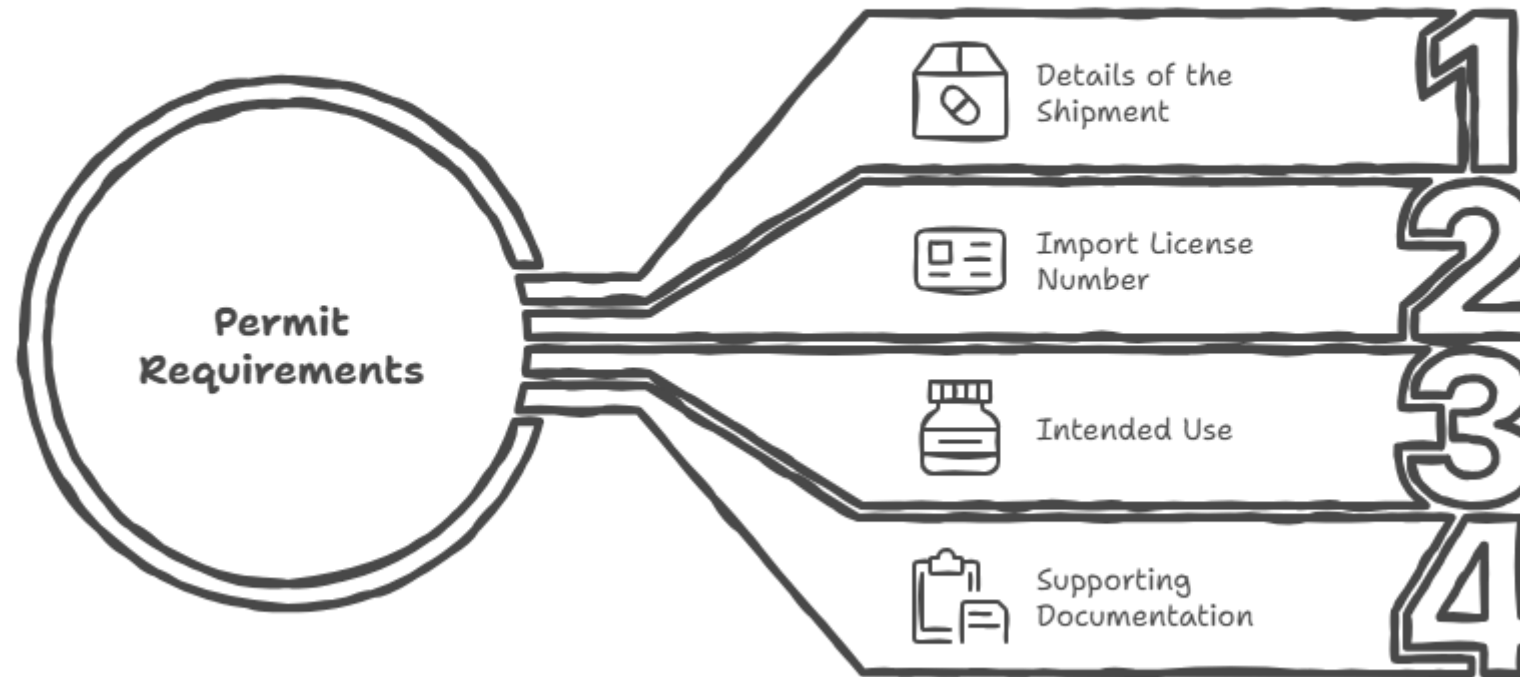 Permit
Requirements
Details of the
Shipment
1
Import License
Number
2
Intended Use
3
Supporting
Documentation
4